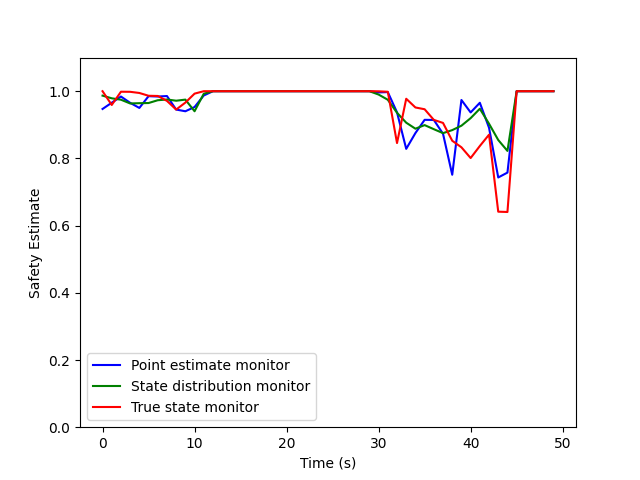 1.0
0.8
0.6
0.4
0.2
0.0
Safety Estimate
Point estimate monitor
State distribution monitor
True state monitor
0 10 20 30 40 50
Time (s)